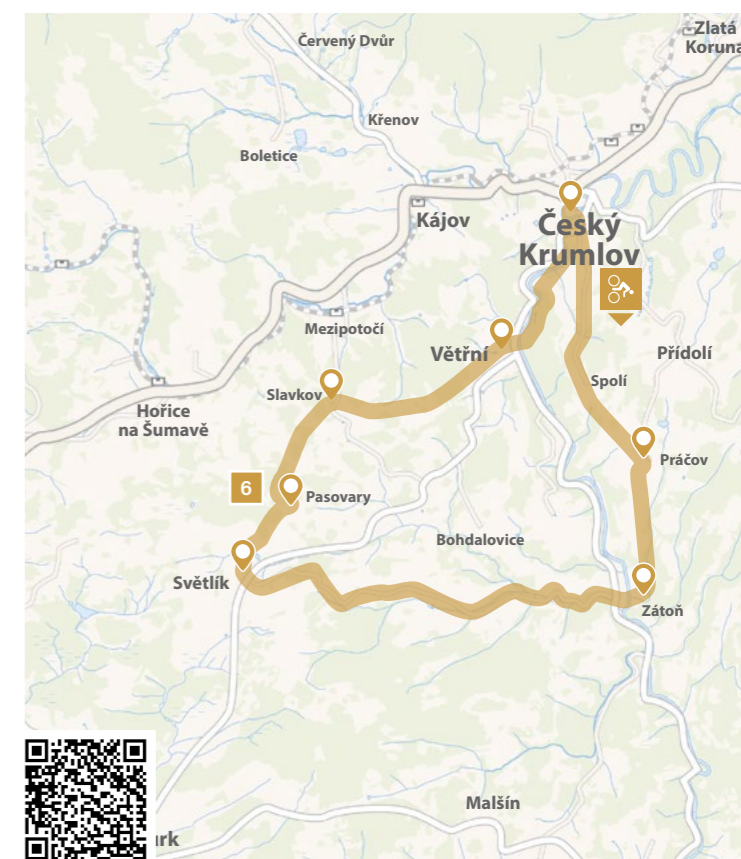 Zlatá
Koruna
Červený Dvůr
Křenov
Boletice
Kájov
Český
Krumlov
Mezipotočí
Větřní
Přídolí
Slavkov
Spolí
Hořice
na Šumavě
Práčov
6
Pasovary
Bohdalovice
Světlík
Zátoň
Malšín